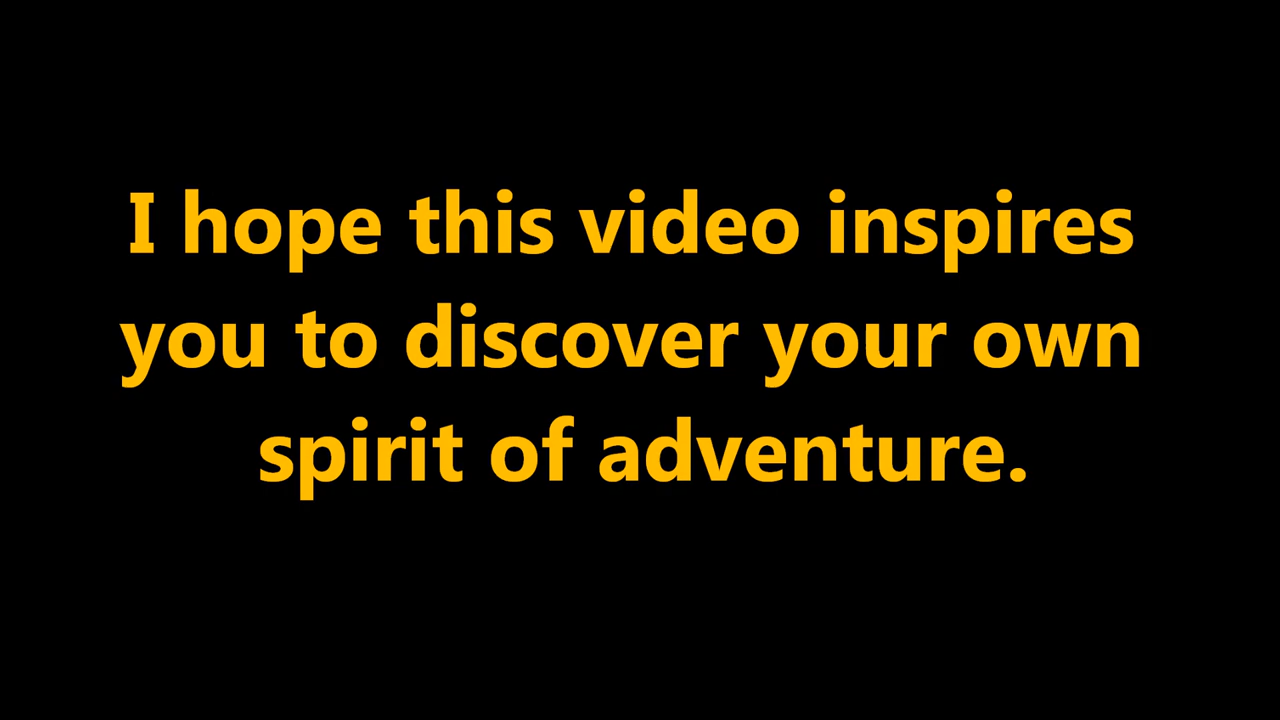 I hope this video inspires
you to discover your own
spirit of adventure.